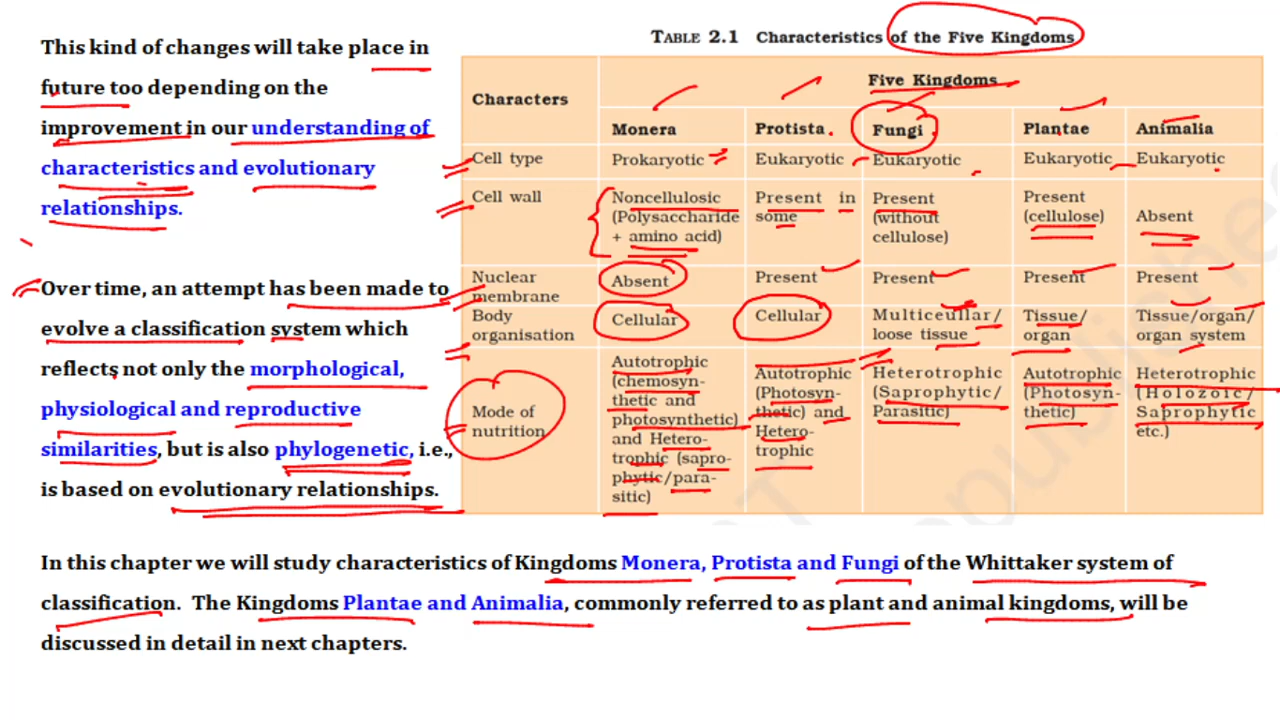 This kind of changes will take place in
future too depending on the
improvement in our understanding of
characteristics and evolutionary
relationships.
Over time, an attempt has been made to
evolve a classification system which
reflects not only the morphological,
physiological and reproductive
similarities, but is also phylogenetic, i.e.,
is based on evolutionary relationships.
TABLE 2.1 Characteristics of the Five Kingdoms
Five Kingdoms
Characters
Monera Protista Fungi Plantae Animalia
Cell type Prokaryotic Eukaryotic Eukaryotic Eukaryotic Eukaryotic
Cell wall Noncellulosic Present in Present Present
(Polysaccharide some (without (cellulose) Absent
+ amino acid) cellulose)
Nuclear Absent Present Present Present Present
membrane
Body Cellular Cellular Multicellular/ Tissue/ Tissue/organ/
organisation loose tissue organ organ system
Autotrophic Autotrophic Heterotrophic Autotrophic Heterotrophic
(chemosyn- (Photosyn- (Saprophytic/ (Photosyn- (Holozoic/
thetic and thetic) and Parasitic) thetic) Saprophytic
Mode of photosynthetic) Hetero- etc.)
nutrition and Hetero- trophic
trophic (sapro-
phytic/para-
sitic)
In this chapter we will study characteristics of Kingdoms Monera, Protista and Fungi of the Whittaker system of
classification. The Kingdoms Plantae and Animalia, commonly referred to as plant and animal kingdoms, will be
discussed in detail in next chapters.